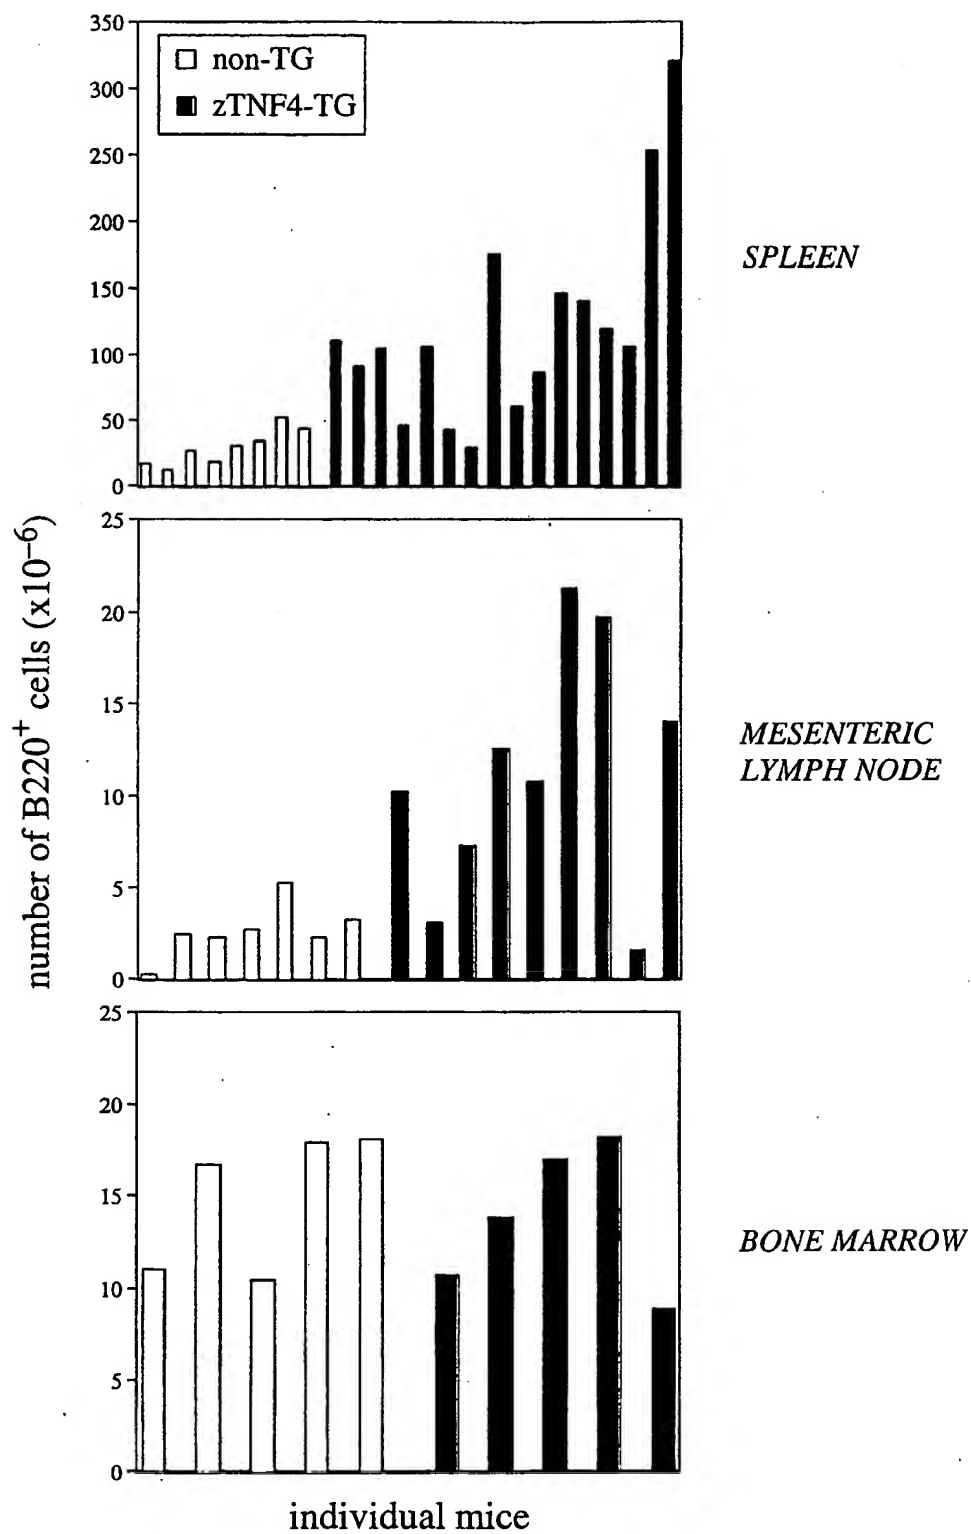 350
300
250
200
150
100
50
0
non-TG
zTNF4-TG
SPLEEN
number of B220⁺ cells (x10⁻⁶)
25
20
15
10
5
0
MESENTERIC
LYMPH NODE
25
20
15
10
5
0
BONE MARROW
individual mice